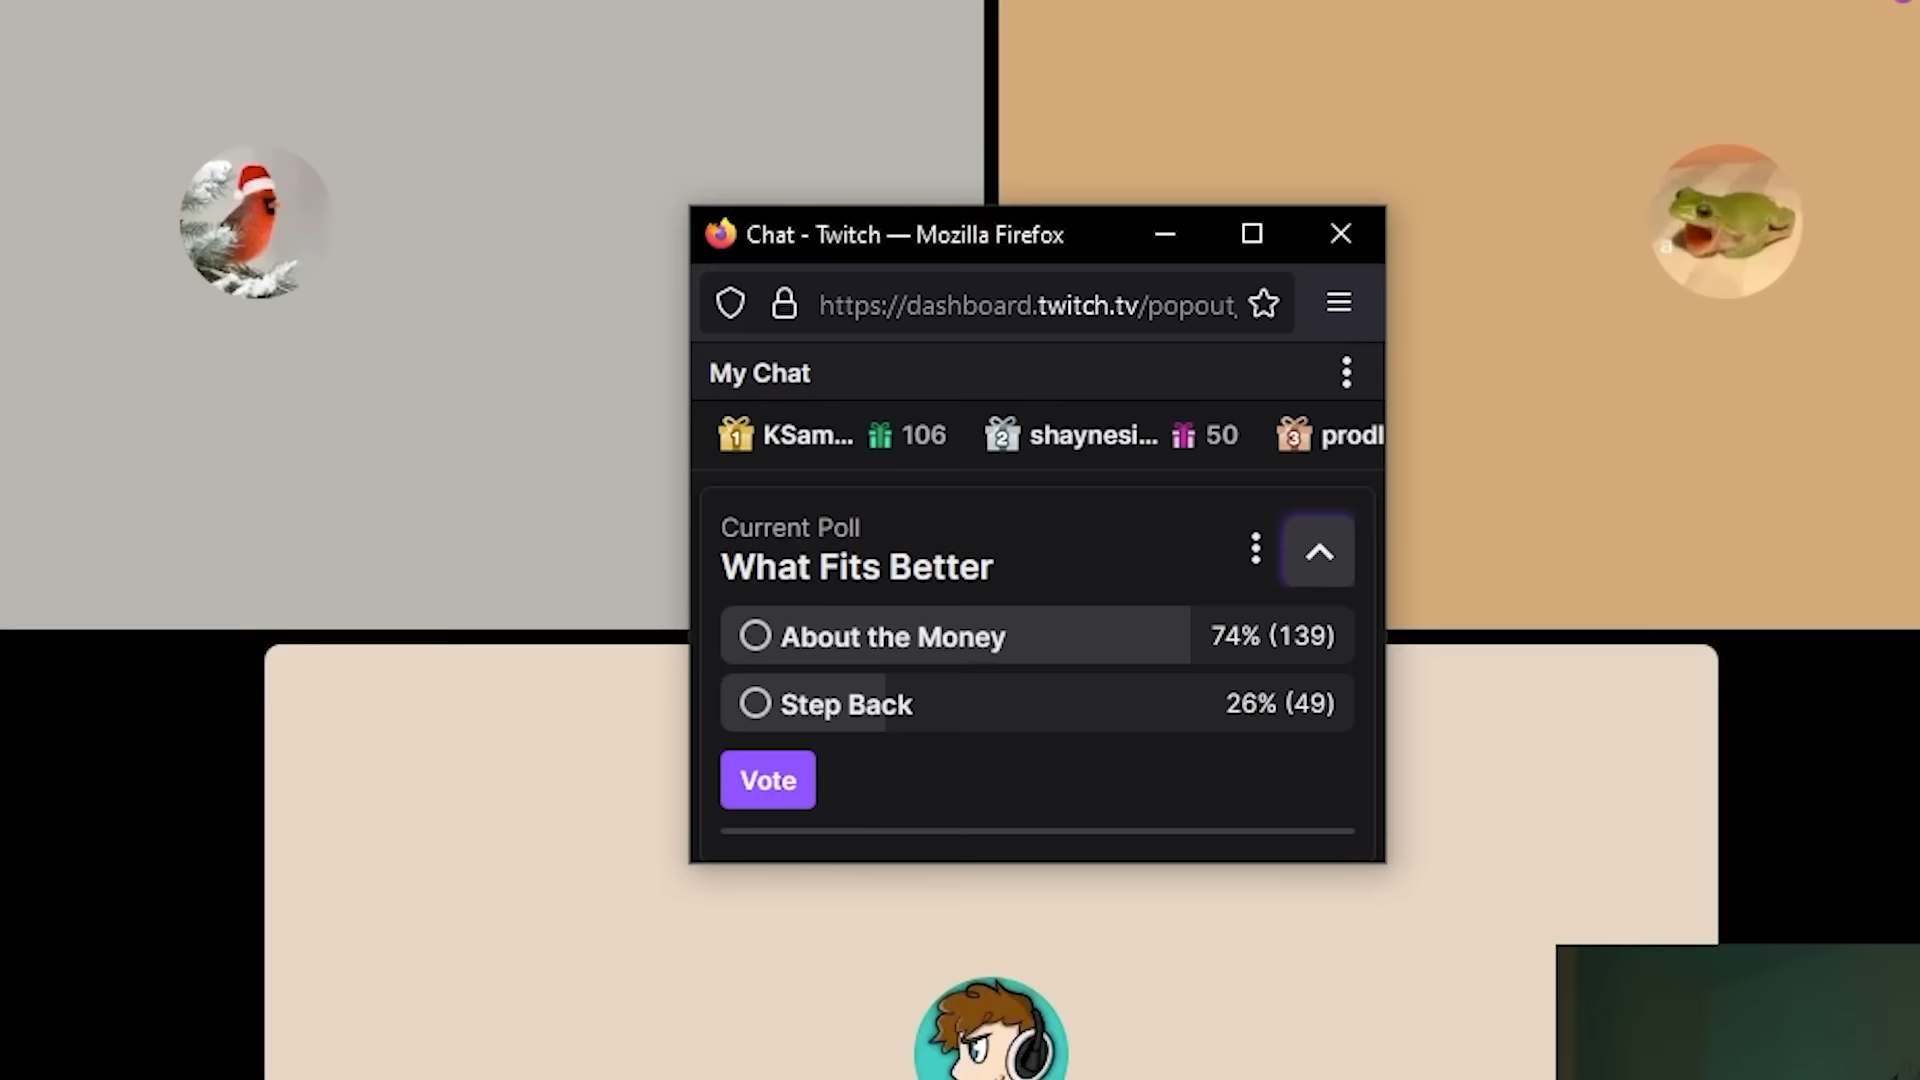 Chat - Twitch — Mozilla Firefox
https://dashboard.twitch.tv/popout
My Chat
1 KSam... 106 2 shaynesi... 50 3 prodl
Current Poll
What Fits Better
About the Money 74% (139)
Step Back 26% (49)
Vote
a